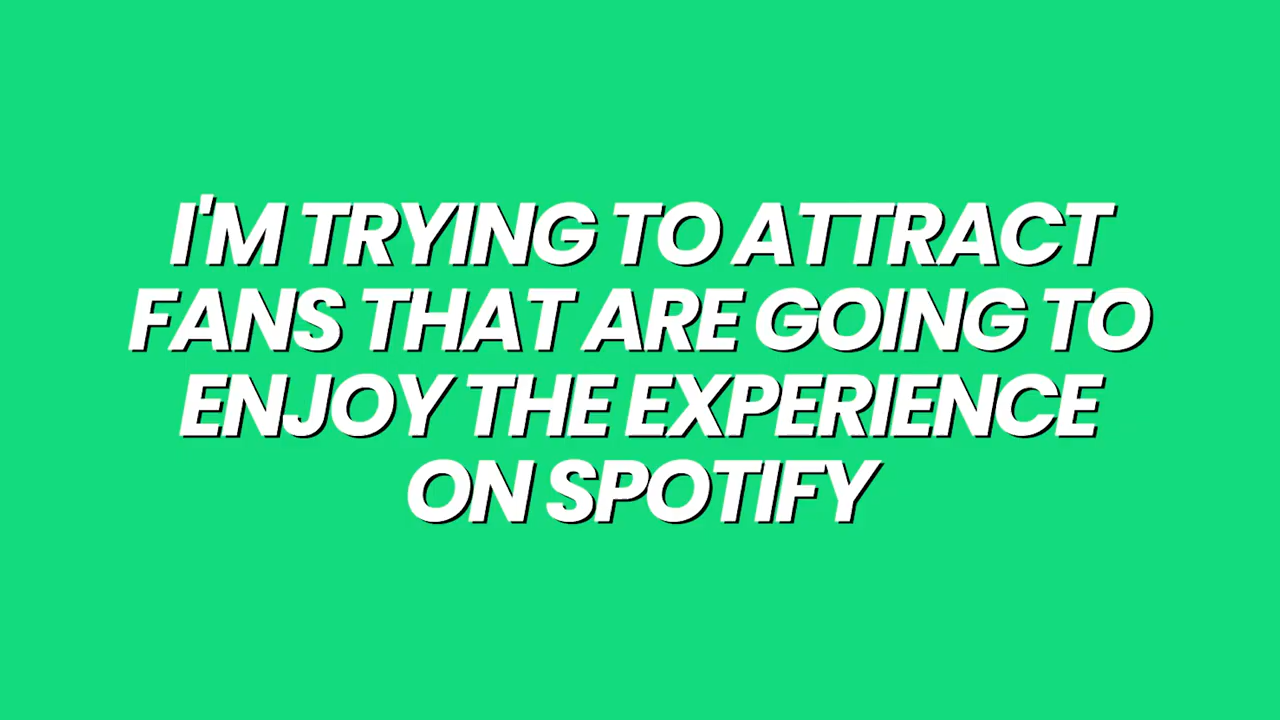 I'M TRYING TO ATTRACT
FANS THAT ARE GOING TO
ENJOY THE EXPERIENCE
ON SPOTIFY